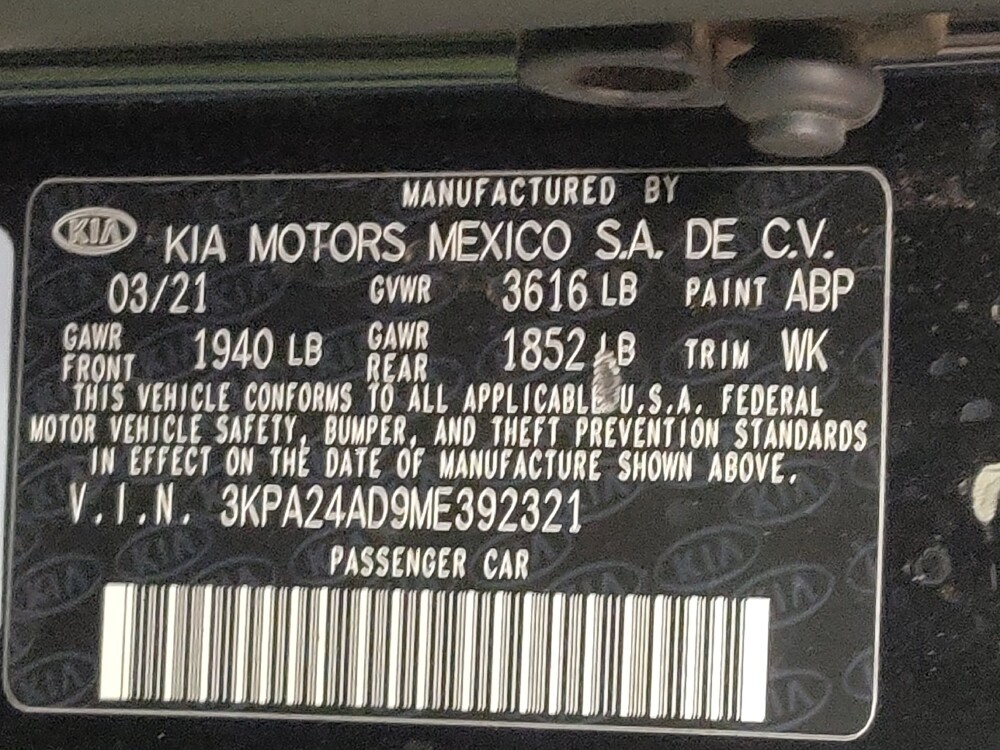 MANUFACTURED BY
KIA KIA MOTORS MEXICO S.A. DE C.V.
03/21 GVWR 3616 LB PAINT ABP
GAWR FRONT 1940 LB GAWR REAR 1852 LB TRIM WK
THIS VEHICLE CONFORMS TO ALL APPLICABLE U.S.A. FEDERAL
MOTOR VEHICLE SAFETY, BUMPER, AND THEFT PREVENTION STANDARDS
IN EFFECT ON THE DATE OF MANUFACTURE SHOWN ABOVE.
V.I.N. 3KPA24AD9ME392321
PASSENGER CAR